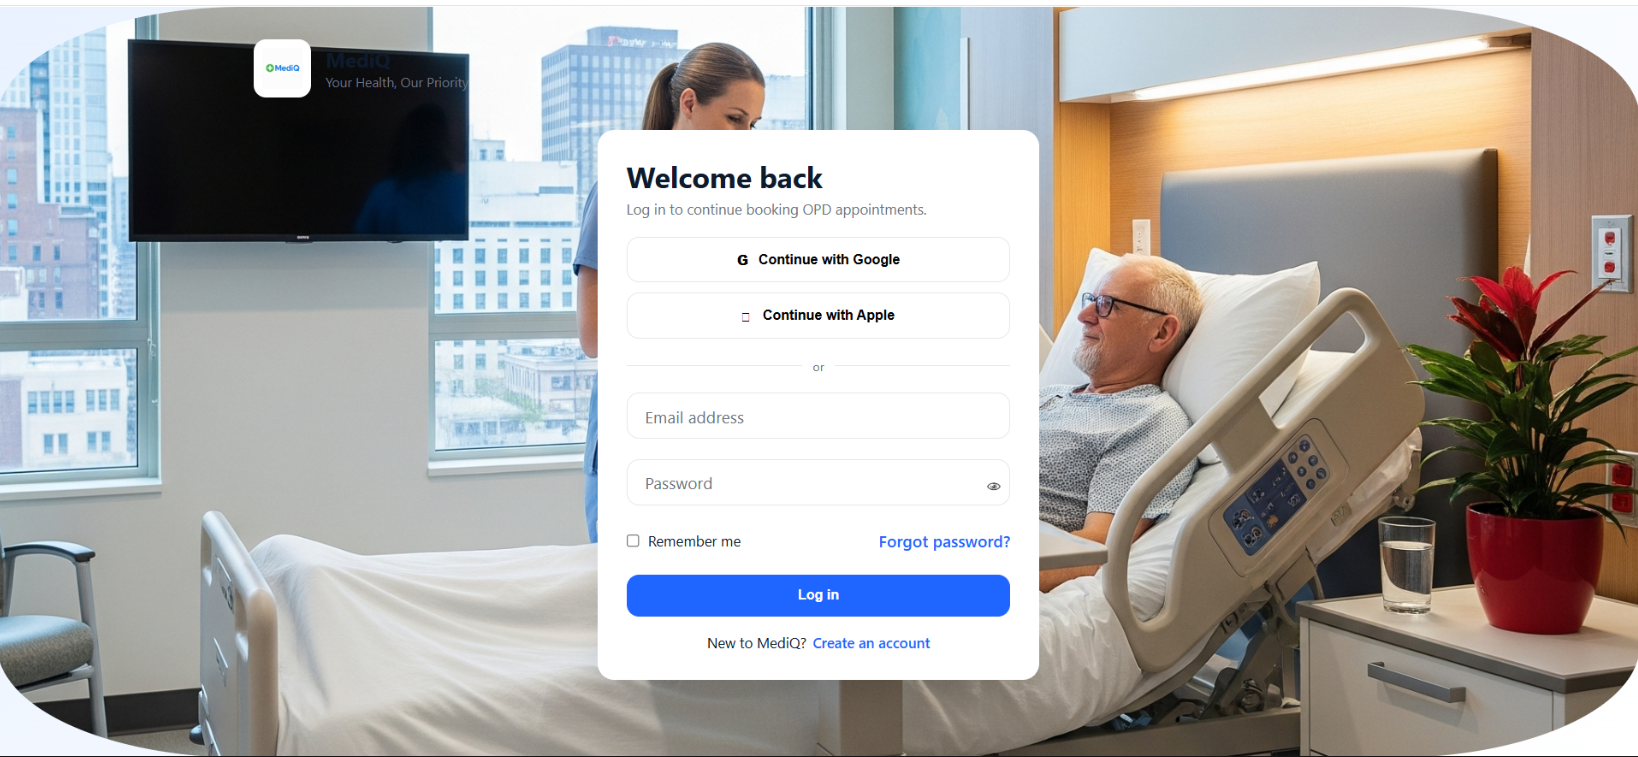 MediQ
MediQ
Your Health, Our Priority
Welcome back
Log in to continue booking OPD appointments.
G Continue with Google
Continue with Apple
or
Email address
Password
Remember me
Forgot password?
Log in
New to MediQ? Create an account